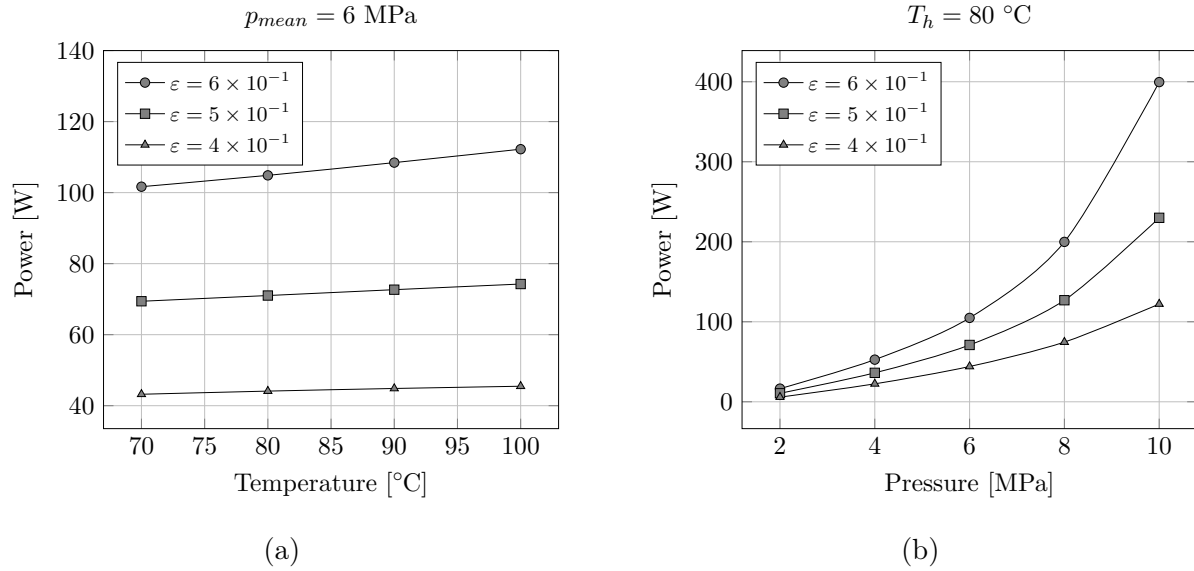 p_{mean} = 6 MPa
140
120
100
80
60
40
Power [W]
ε = 6 × 10^{-1}
ε = 5 × 10^{-1}
ε = 4 × 10^{-1}
70 75 80 85 90 95 100
Temperature [°C]
(a)
T_h = 80 °C
400
300
200
100
0
Power [W]
ε = 6 × 10^{-1}
ε = 5 × 10^{-1}
ε = 4 × 10^{-1}
2 4 6 8 10
Pressure [MPa]
(b)